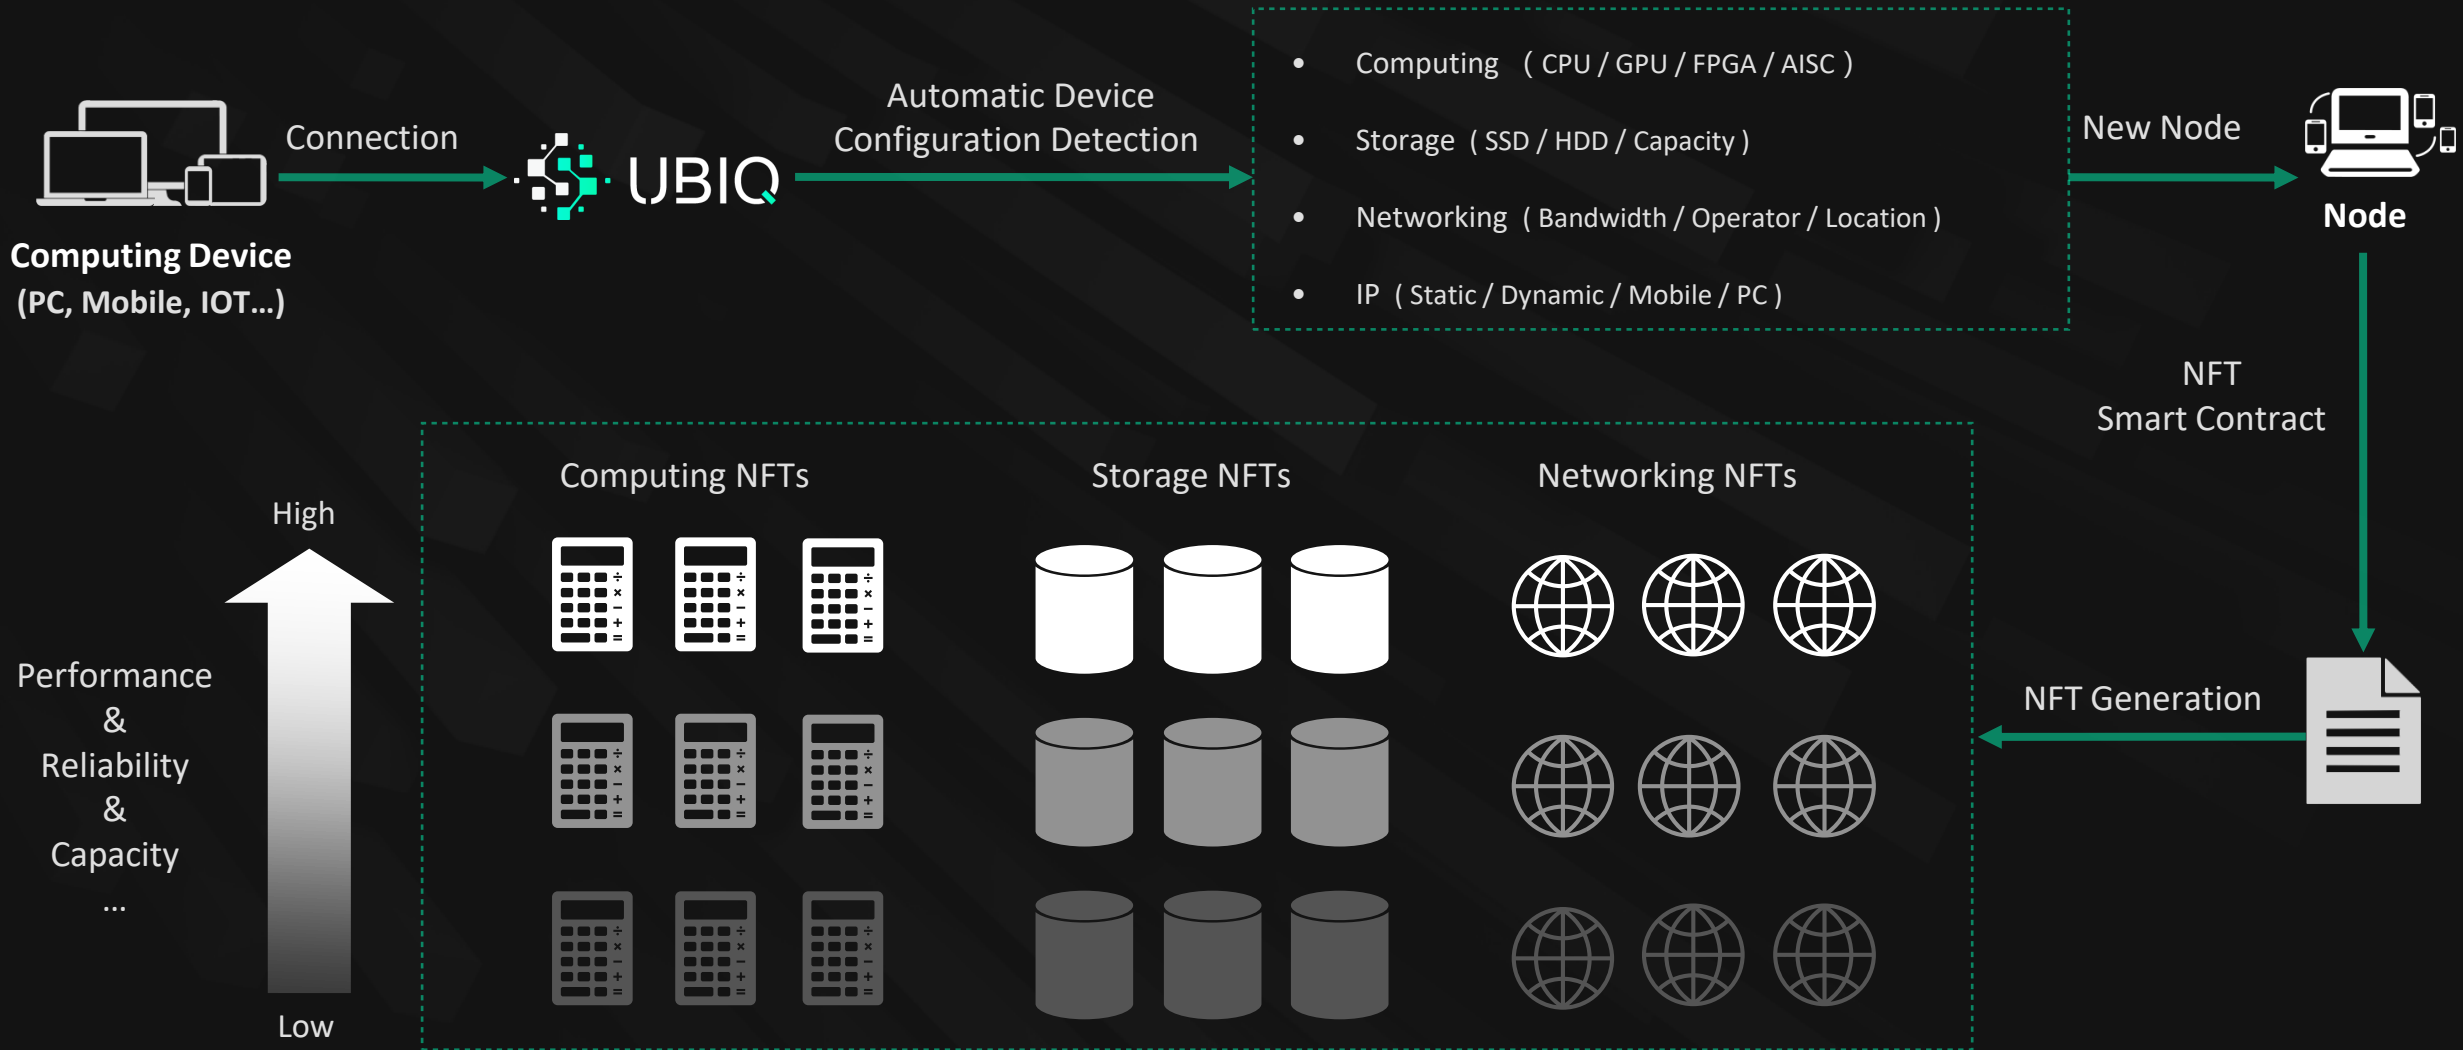 Computing Device
(PC, Mobile, IOT...)
Connection
UBIQ
Automatic Device
Configuration Detection
• Computing ( CPU / GPU / FPGA / AISC )
• Storage ( SSD / HDD / Capacity )
• Networking ( Bandwidth / Operator / Location )
• IP ( Static / Dynamic / Mobile / PC )
New Node
Node
NFT
Smart Contract
NFT Generation
Computing NFTs
Storage NFTs
Networking NFTs
High
Performance
&
Reliability
&
Capacity
...
Low